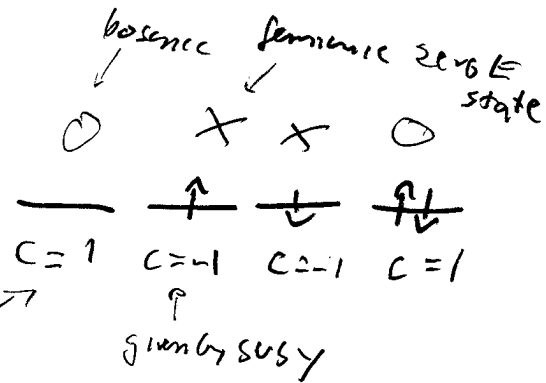 bosonic fermionic zero E
state
O X X O
C=1 C=-1 C=-1 C=1
given by SUSY